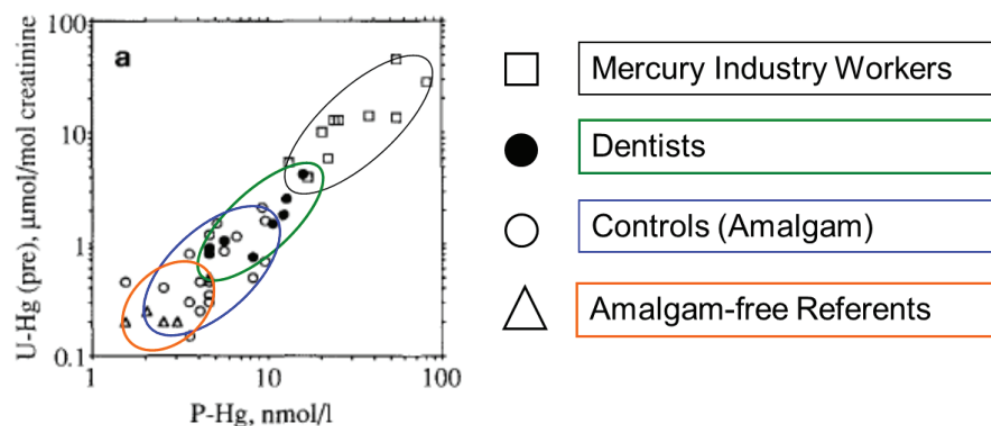 a
100
10
1
0.1
U-Hg (pre), μmol/mol creatinine
1
10
100
P-Hg, nmol/l
Mercury Industry Workers
Dentists
Controls (Amalgam)
Amalgam-free Referents